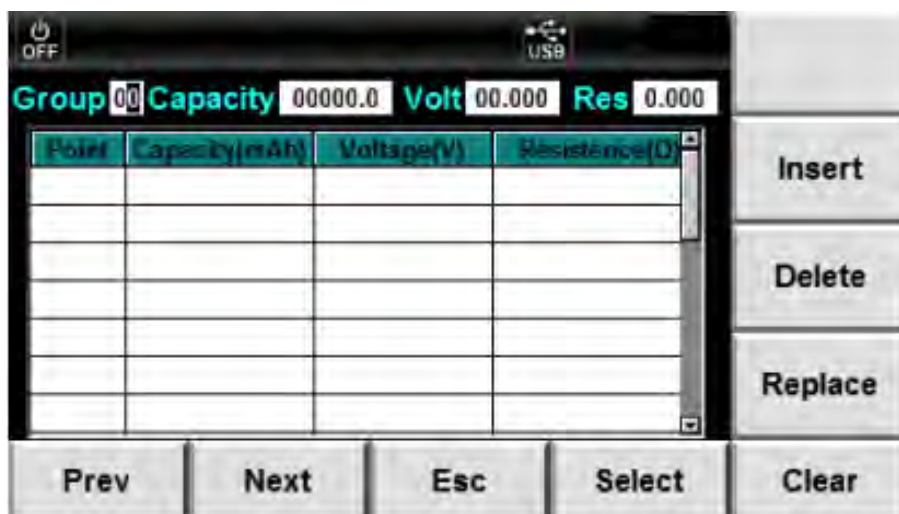 OFF USB
Group 00 Capacity 00000.0 Volt 00.000 Res 0.000
Point Capacity(mAh) Voltage(V) Resistence(Ω)
Insert
Delete
Replace
Prev Next Esc Select Clear